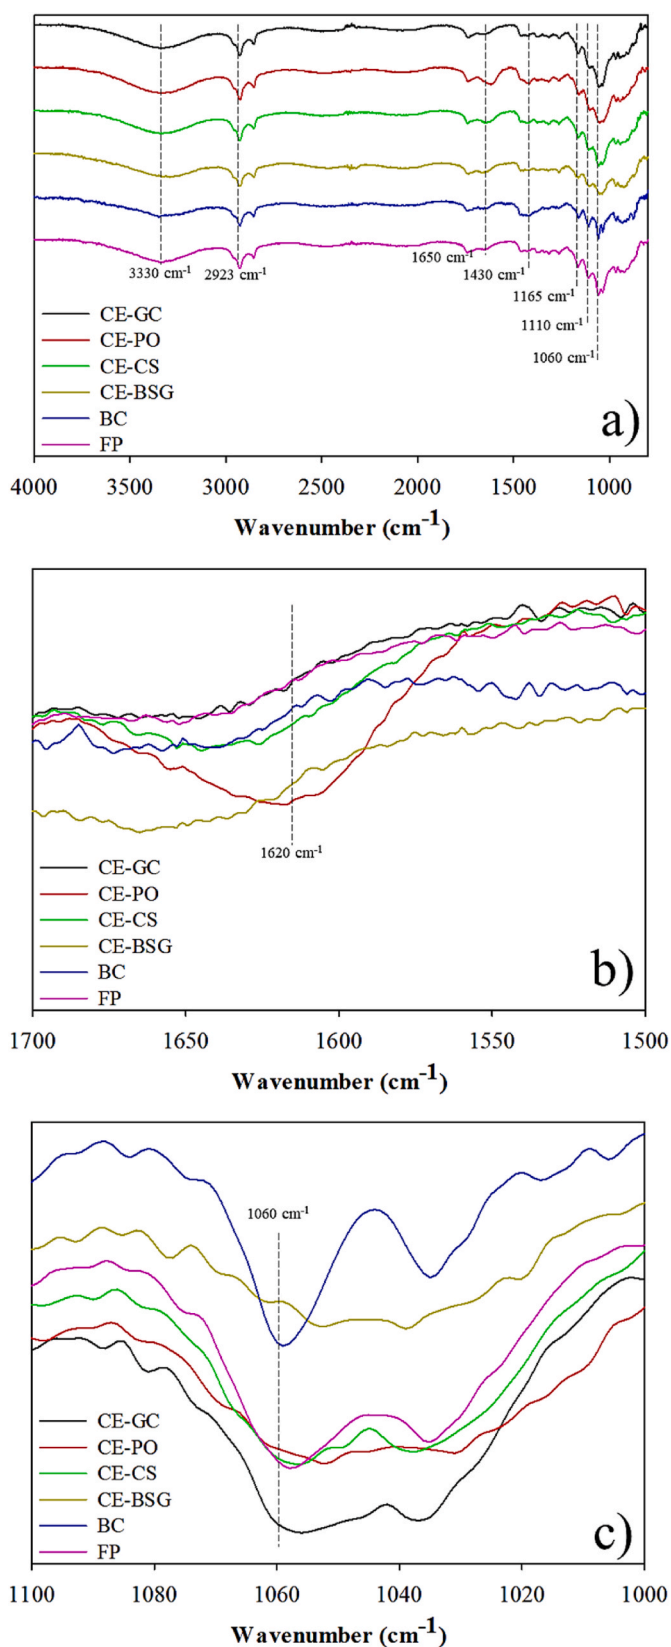 3330 cm-1
2923 cm-1
1650 cm-1
1430 cm-1
1165 cm-1
1110 cm-1
1060 cm-1
CE-GC
CE-PO
CE-CS
CE-BSG
BC
FP
a)
4000 3500 3000 2500 2000 1500 1000
Wavenumber (cm-1)
1620 cm-1
CE-GC
CE-PO
CE-CS
CE-BSG
BC
FP
b)
1700 1650 1600 1550 1500
Wavenumber (cm-1)
1060 cm-1
CE-GC
CE-PO
CE-CS
CE-BSG
BC
FP
c)
1100 1080 1060 1040 1020 1000
Wavenumber (cm-1)